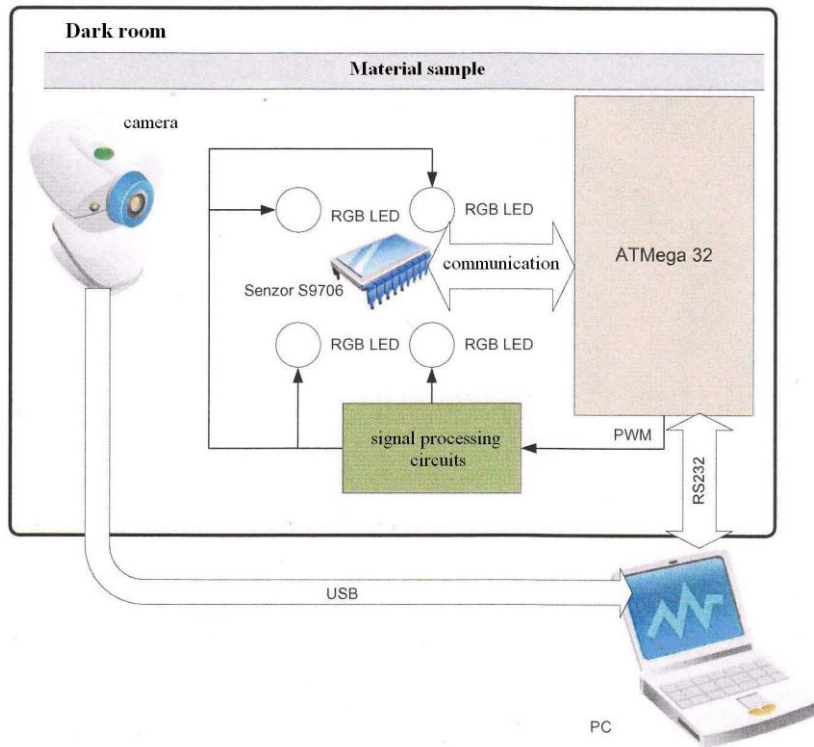 Dark room
Material sample
camera
RGB LED
RGB LED
communication
ATMega 32
Senzor S9706
RGB LED
RGB LED
signal processing
circuits
PWM
RS232
USB
PC